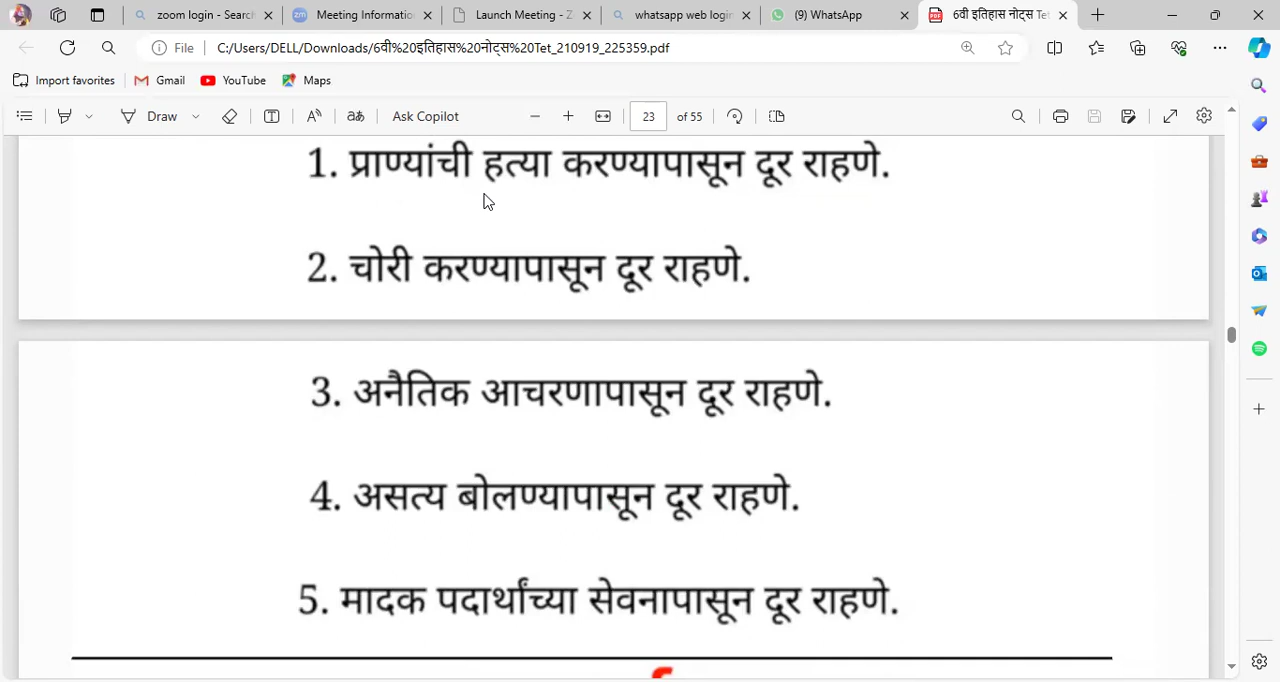 zoom login - Search
Meeting Informatio
Launch Meeting - Z
whatsapp web login
(9) WhatsApp
6वी इतिहास नोट्स Tet
File
C:/Users/DELL/Downloads/6वी%20इतिहास%20नोट्स%20Tet_210919_225359.pdf
Import favorites
Gmail
YouTube
Maps
Draw
Ask Copilot
23 of 55
1. प्राण्यांची हत्या करण्यापासून दूर राहणे.
2. चोरी करण्यापासून दूर राहणे.
3. अनैतिक आचरणापासून दूर राहणे.
4. असत्य बोलण्यापासून दूर राहणे.
5. मादक पदार्थांच्या सेवनापासून दूर राहणे.